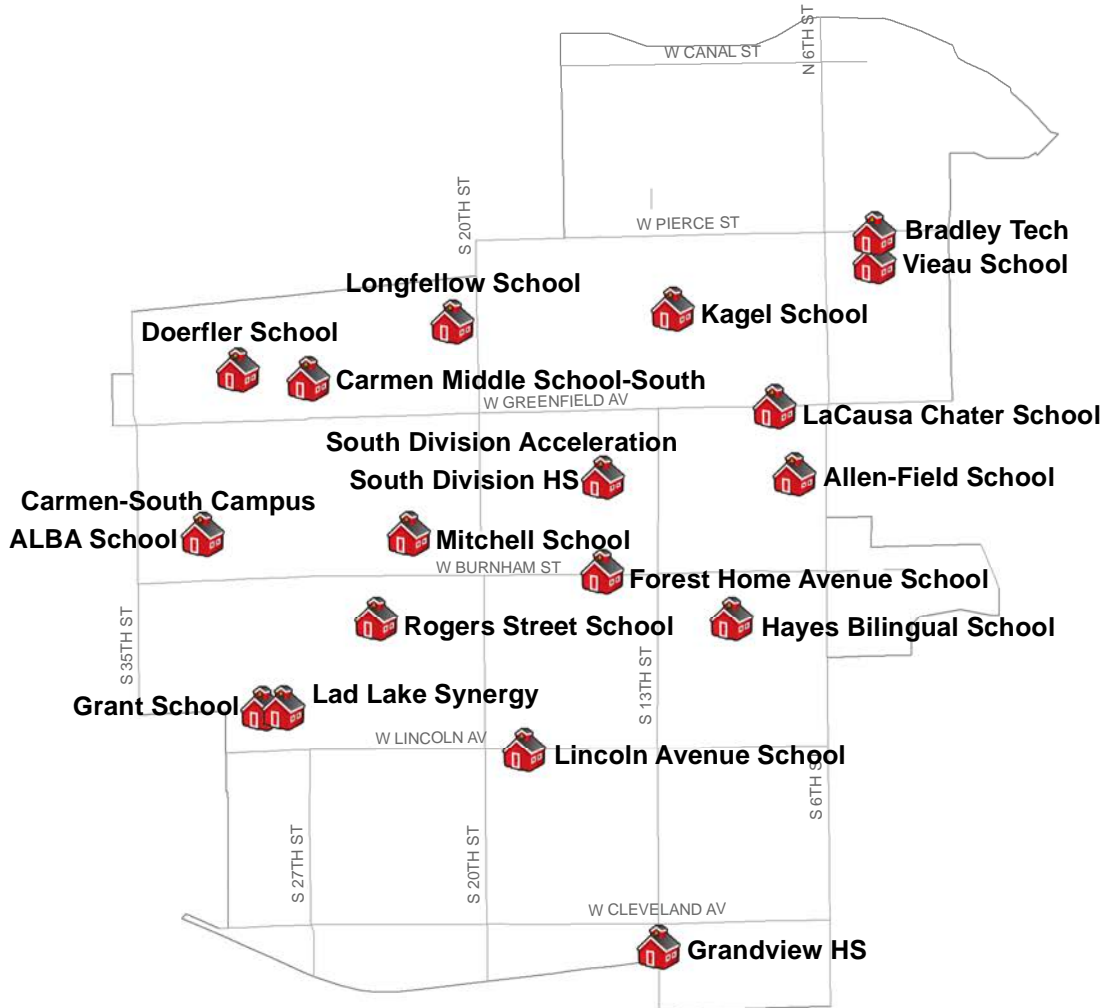 N 6TH ST
W CANAL ST
S 20TH ST
W PIERCE ST
Bradley Tech
Vieau School
Longfellow School
Kagel School
Doerfler School
Carmen Middle School-South
W GREENFIELD AV
LaCausa Chater School
South Division Acceleration
South Division HS
Allen-Field School
Carmen-South Campus
ALBA School
Mitchell School
W BURNHAM ST
Forest Home Avenue School
Rogers Street School
Hayes Bilingual School
S 35TH ST
S 13TH ST
Grant School
Lad Lake Synergy
W LINCOLN AV
Lincoln Avenue School
S 6TH ST
S 27TH ST
S 20TH ST
W CLEVELAND AV
Grandview HS